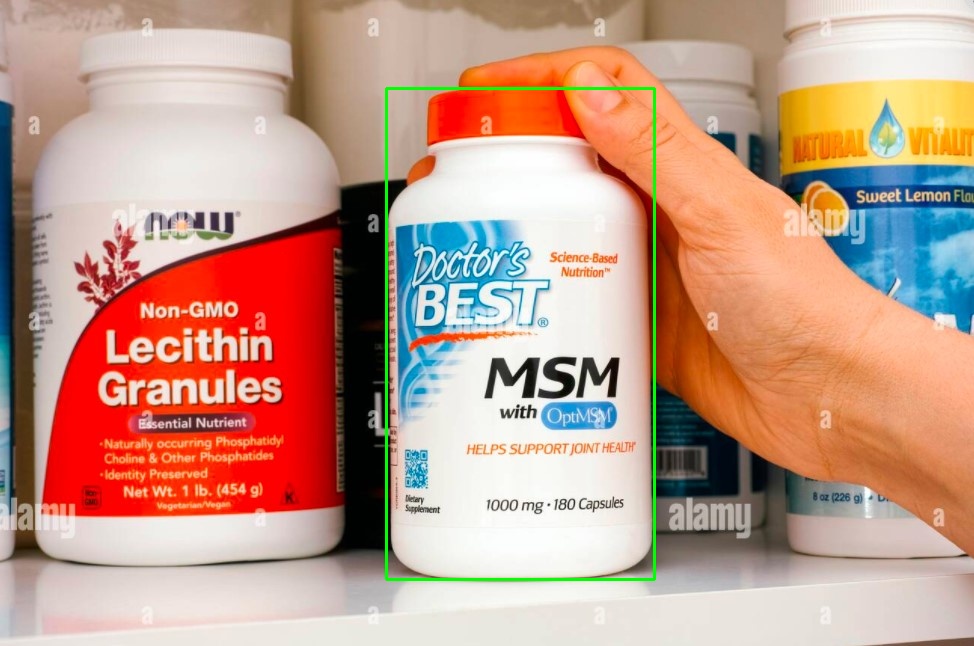 now®
Non-GMO
Lecithin
Granules
Essential Nutrient
•Naturally occurring Phosphatidyl
Choline & Other Phosphatides
•Identity Preserved
Net Wt. 1 lb. (454 g)
Vegetarian/Vegan
Doctor's
BEST®
Science-Based
Nutrition™
MSM
with OptiMSM®
HELPS SUPPORT JOINT HEALTH*
Dietary
Supplement
1000 mg • 180 Capsules
NATURAL VITALIT
Sweet Lemon Fla
8 oz (226 g) •
alamy
alamy
alamy
alamy
alamy